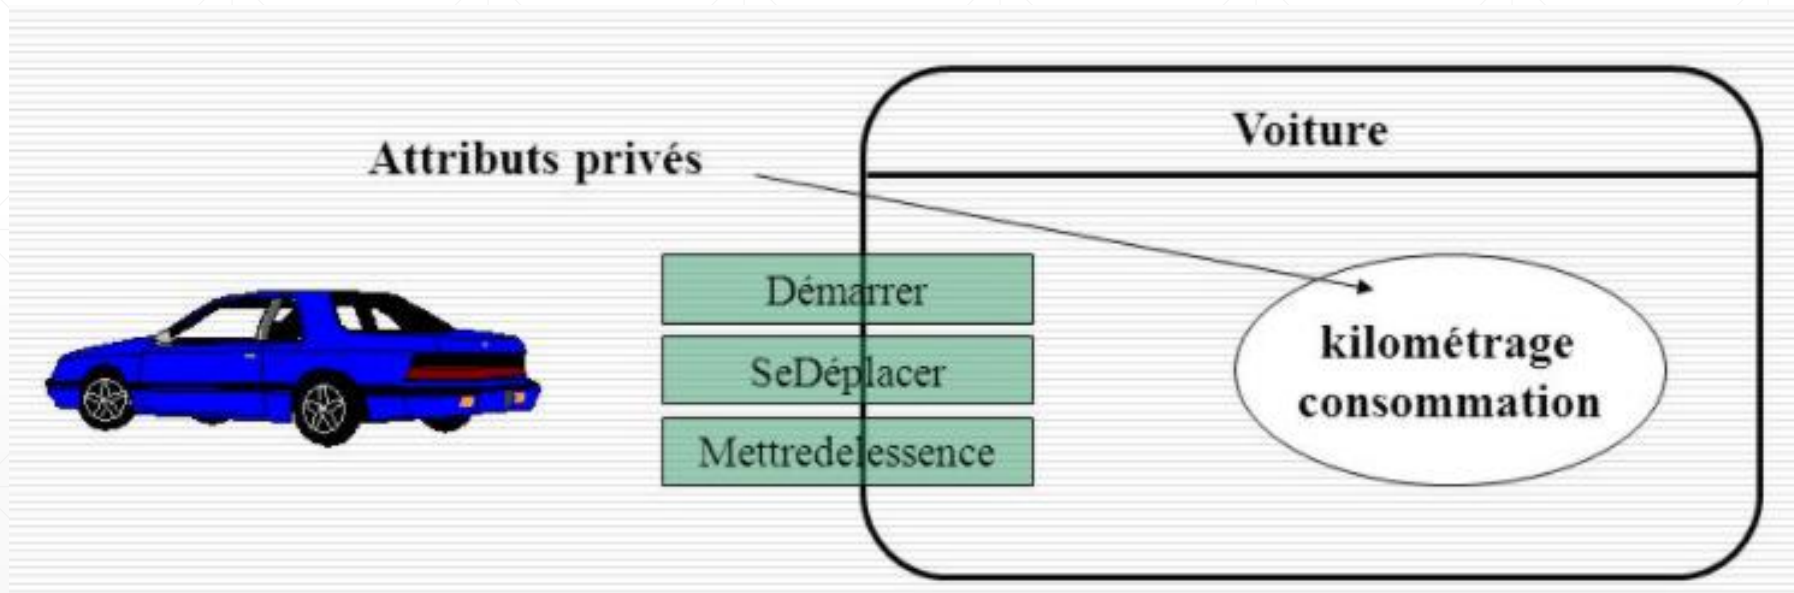 Voiture
Attributs privés
Démarrer
SeDéplacer
Mettredelessence
kilométrage
consommation